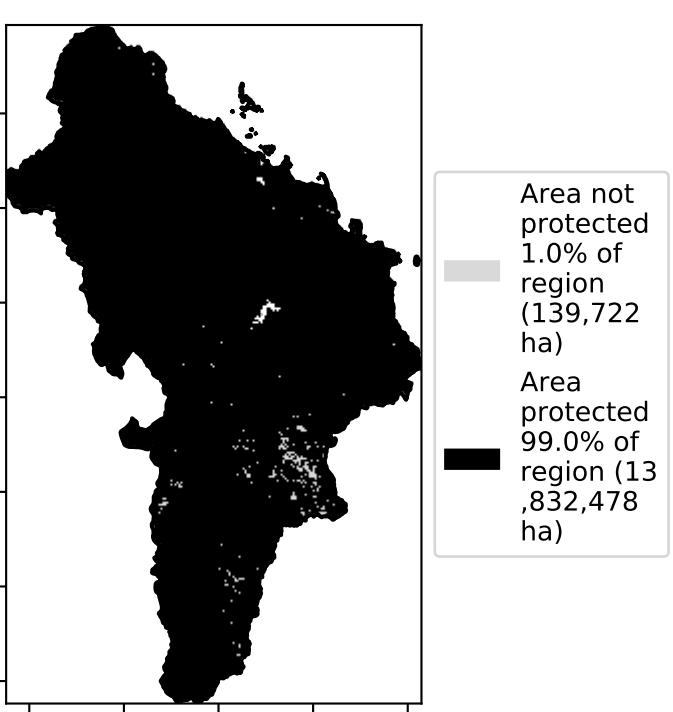 Area not
protected
1.0% of
region
(139,722
ha)
Area
protected
99.0% of
region (13
,832,478
ha)